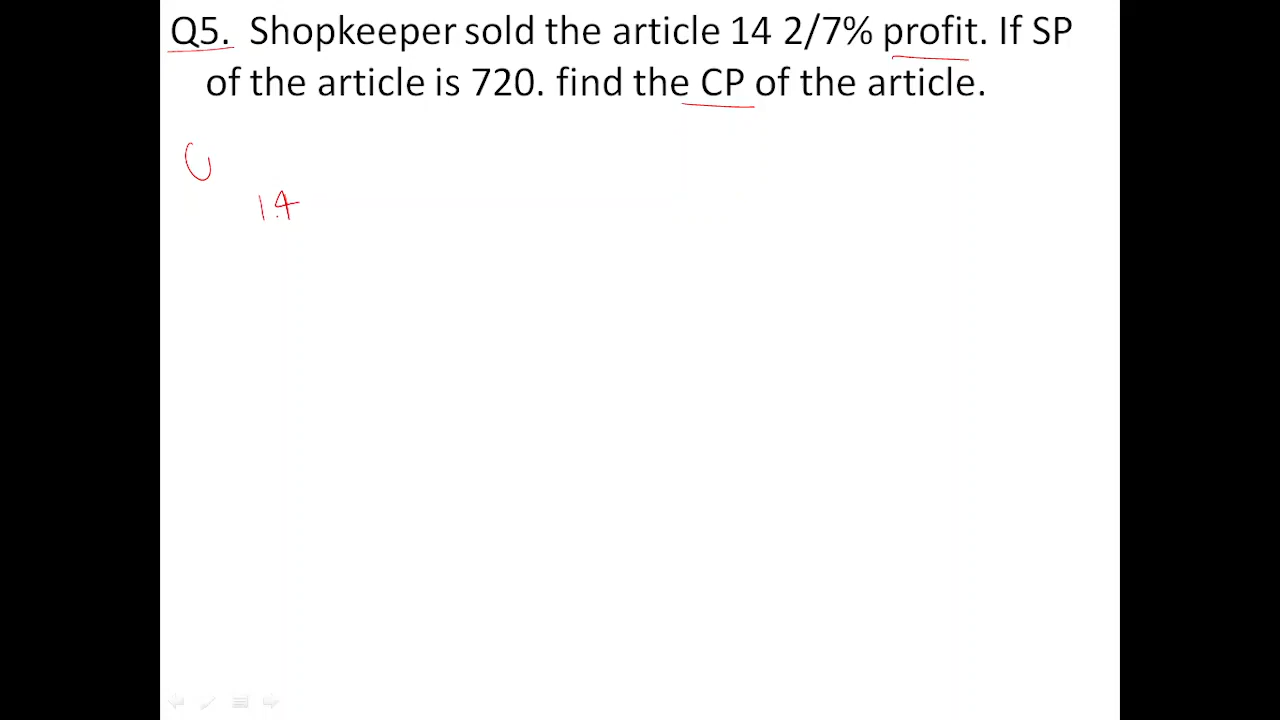 Q5. Shopkeeper sold the article 14 2/7% profit. If SP
of the article is 720. find the CP of the article.
14